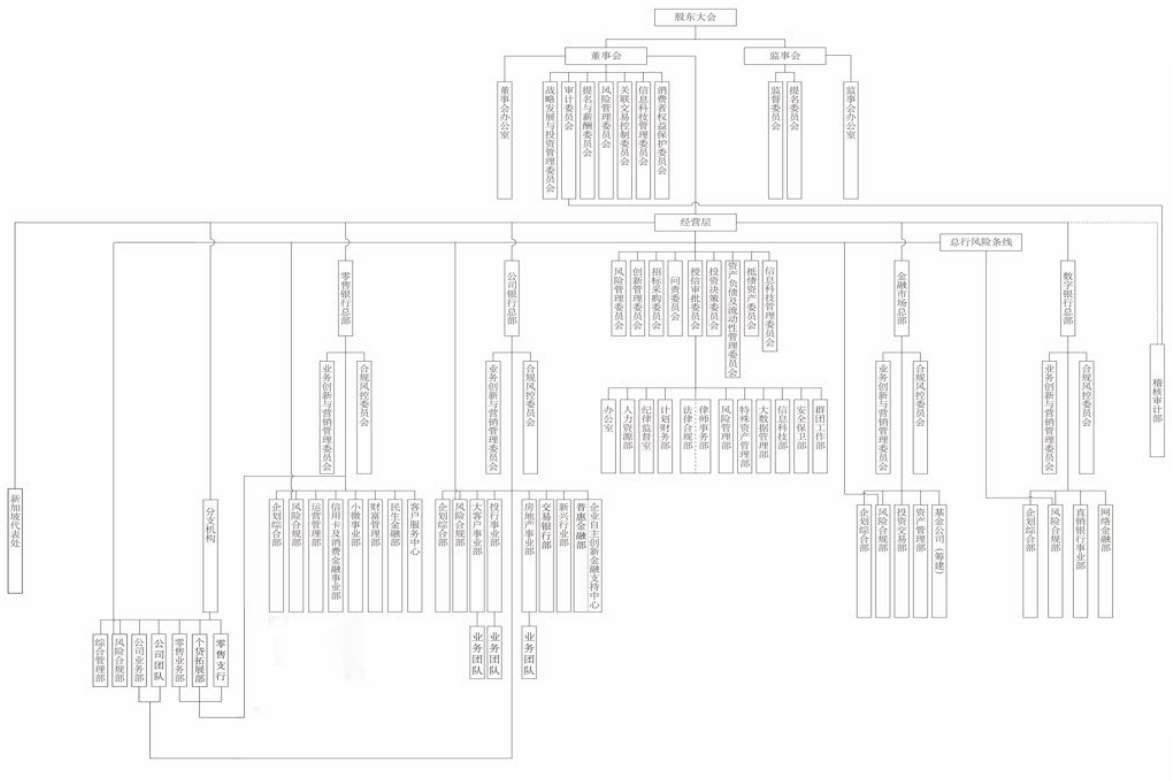 股东大会
董事会
监事会
董事会办公室
战略发展与投资管理委员会
审计委员会
提名与薪酬委员会
风险管理委员会
关联交易控制委员会
信息科技管理委员会
消费者权益保护委员会
监督委员会
提名委员会
监事会办公室
经营层
总行风险条线
零售银行总部
公司银行总部
风险管理委员会
创新管理委员会
招标采购委员会
问责委员会
授信审批委员会
投资决策委员会
资产负债及流动性管理委员会
抵债资产委员会
信息科技管理委员会
金融市场总部
数字银行总部
稽核审计部
业务创新与营销管理委员会
合规风控委员会
业务创新与营销管理委员会
合规风控委员会
业务创新与营销管理委员会
合规风控委员会
业务创新与营销管理委员会
合规风控委员会
办公室
人力资源部
纪律监督室
计划财务部
法律合规部
律师事务部
风险管理部
特殊资产管理部
大数据管理部
信息科技部
安全保卫部
群团工作部
新加坡代表处
分支机构
企划综合部
风险合规部
运营管理部
信用卡及消费金融事业部
小微事业部
财富管理部
民生金融部
客户服务中心
企划综合部
风险合规部
大客户事业部
投行事业部
房地产事业部
交易银行部
新兴行业部
普惠金融部
企业自主创新金融支持中心
企划综合部
风险合规部
投资交易部
资产管理部
基金公司（筹建）
企划综合部
风险合规部
直销银行事业部
网络金融部
综合管理部
风险合规部
公司业务部
公司团队
零售业务部
个贷拓展部
零售支行
业务团队
业务团队
业务团队